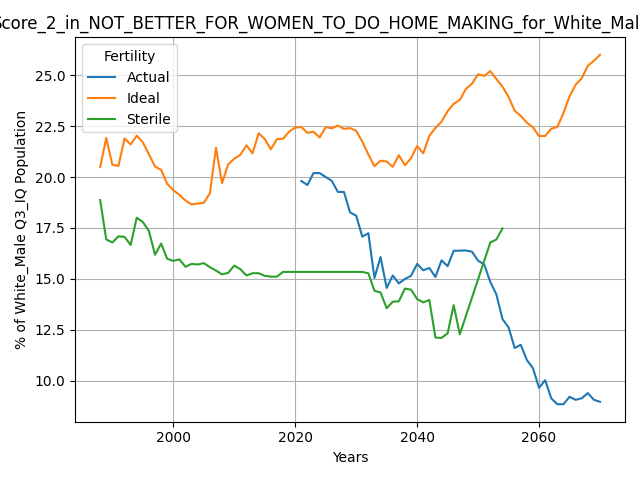 Score_2_in_NOT_BETTER_FOR_WOMEN_TO_DO_HOME_MAKING_for_White_Mal
Fertility
Actual
Ideal
Sterile
25.0
22.5
20.0
17.5
15.0
12.5
10.0
% of White_Male Q3_IQ Population
2000
2020
2040
2060
Years